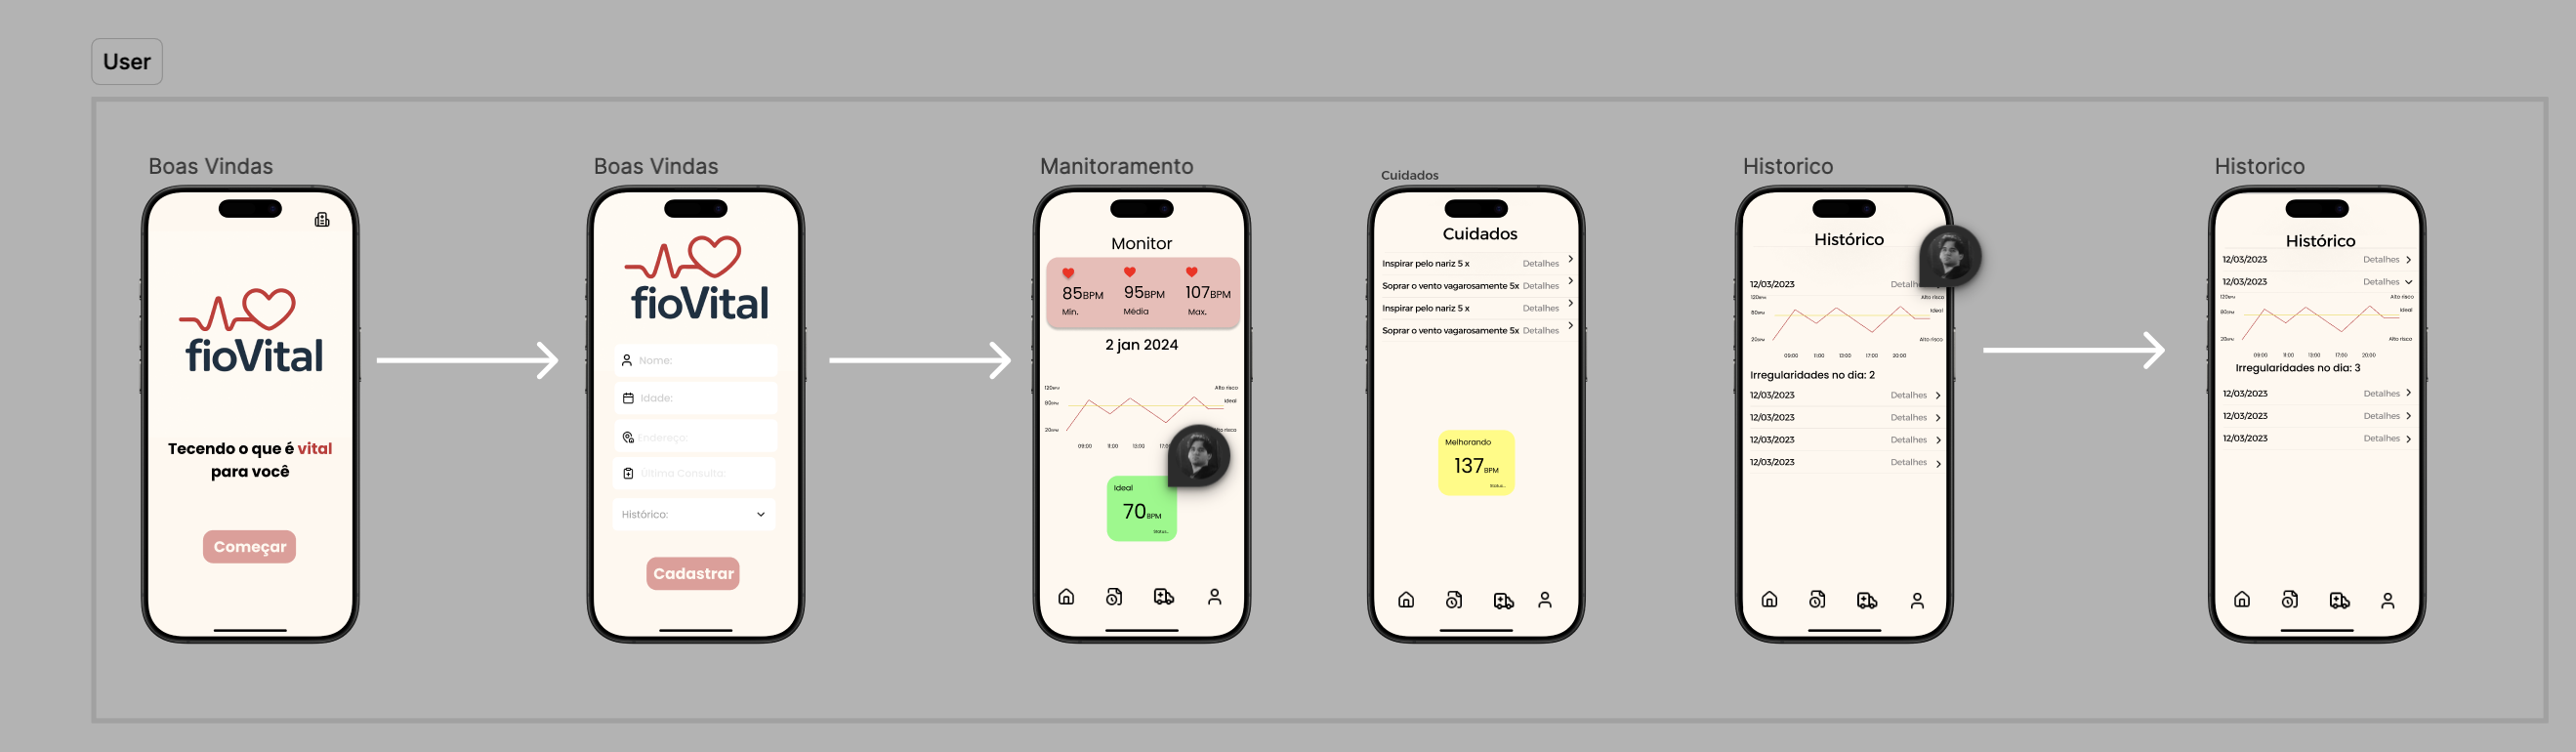 User
Boas Vindas
fioVital
Tecendo o que é vital
para você
Começar
Boas Vindas
fioVital
Nome:
Idade:
Endereço:
Última Consulta:
Histórico:
Cadastrar
Manitoramento
Monitor
85BPM 95BPM 107BPM
Min. Média Max.
2 jan 2024
120BPM Alto risco
80BPM Ideal
20BPM
09:00 11:00 13:00
Ideal
70BPM
Status..
Cuidados
Cuidados
Inspirar pelo nariz 5 x Detalhes
Soprar o vento vagarosamente 5x Detalhes
Inspirar pelo nariz 5 x Detalhes
Soprar o vento vagarosamente 5x Detalhes
Melhorando
137BPM
Status..
Historico
Histórico
12/03/2023
120BPM Alto risco
80BPM Ideal
20BPM Alto risco
09:00 11:00 13:00 17:00 20:00
Irregularidades no dia: 2
12/03/2023 Detalhes
12/03/2023 Detalhes
12/03/2023 Detalhes
12/03/2023 Detalhes
Historico
Histórico
12/03/2023 Detalhes
12/03/2023 Detalhes
120BPM Alto risco
80BPM Ideal
20BPM Alto risco
09:00 11:00 13:00 17:00 20:00
Irregularidades no dia: 3
12/03/2023 Detalhes
12/03/2023 Detalhes
12/03/2023 Detalhes